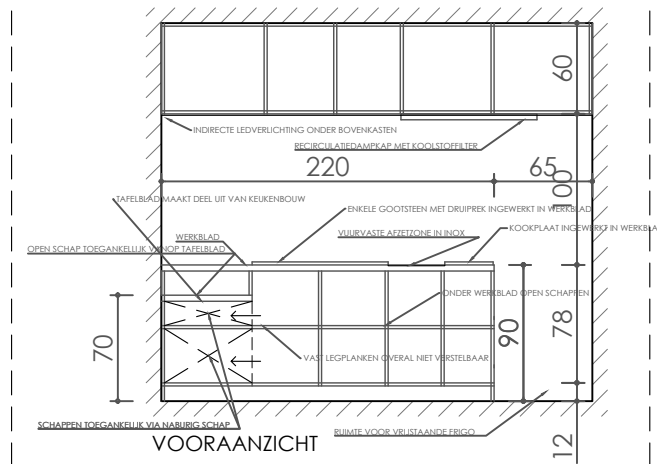 60
INDIRECTE LEDVERLICHTING ONDER BOVENKASTEN
RECIRCULATIEDAMPKAP MET KOOLSTOFFILTER
220
65
100
TAFELBLAD MAAKT DEEL UIT VAN KEUKENBOUW
ENKELE GOOTSTEEN MET DRUIPREK INGEWERKT IN WERKBLAD
WERKBLAD
VUURVASTE AFZETZONE IN INOX
KOOKPLAAT INGEWERKT IN WERKBLA
OPEN SCHAP TOEGANKELIJK VANOP TAFELBLAD
ONDER WERKBLAD OPEN SCHAPPEN
70
90
78
VAST LEGPLANKEN OVERAL NIET VERSTELBAAR
SCHAPPEN TOEGANKELIJK VIA NABURIG SCHAP
RUIMTE VOOR VRIJSTAANDE FRIGO
VOORAANZICHT
12